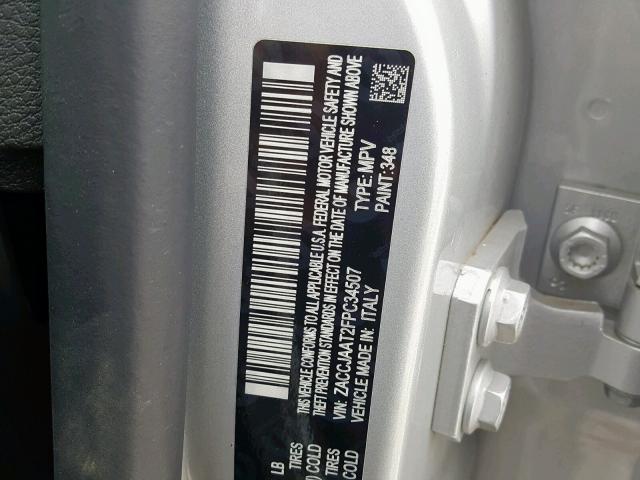 THIS VEHICLE CONFORMS TO ALL APPLICABLE U.S.A. FEDERAL MOTOR VEHICLE SAFETY AND
THEFT PREVENTION STANDARDS IN EFFECT ON THE DATE OF MANUFACTURE SHOWN ABOVE
VIN: ZACCJAAT2FPC34507 TYPE: MPV
VEHICLE MADE IN: ITALY PAINT: 348
LB
TIRES
COLD
TIRES
COLD